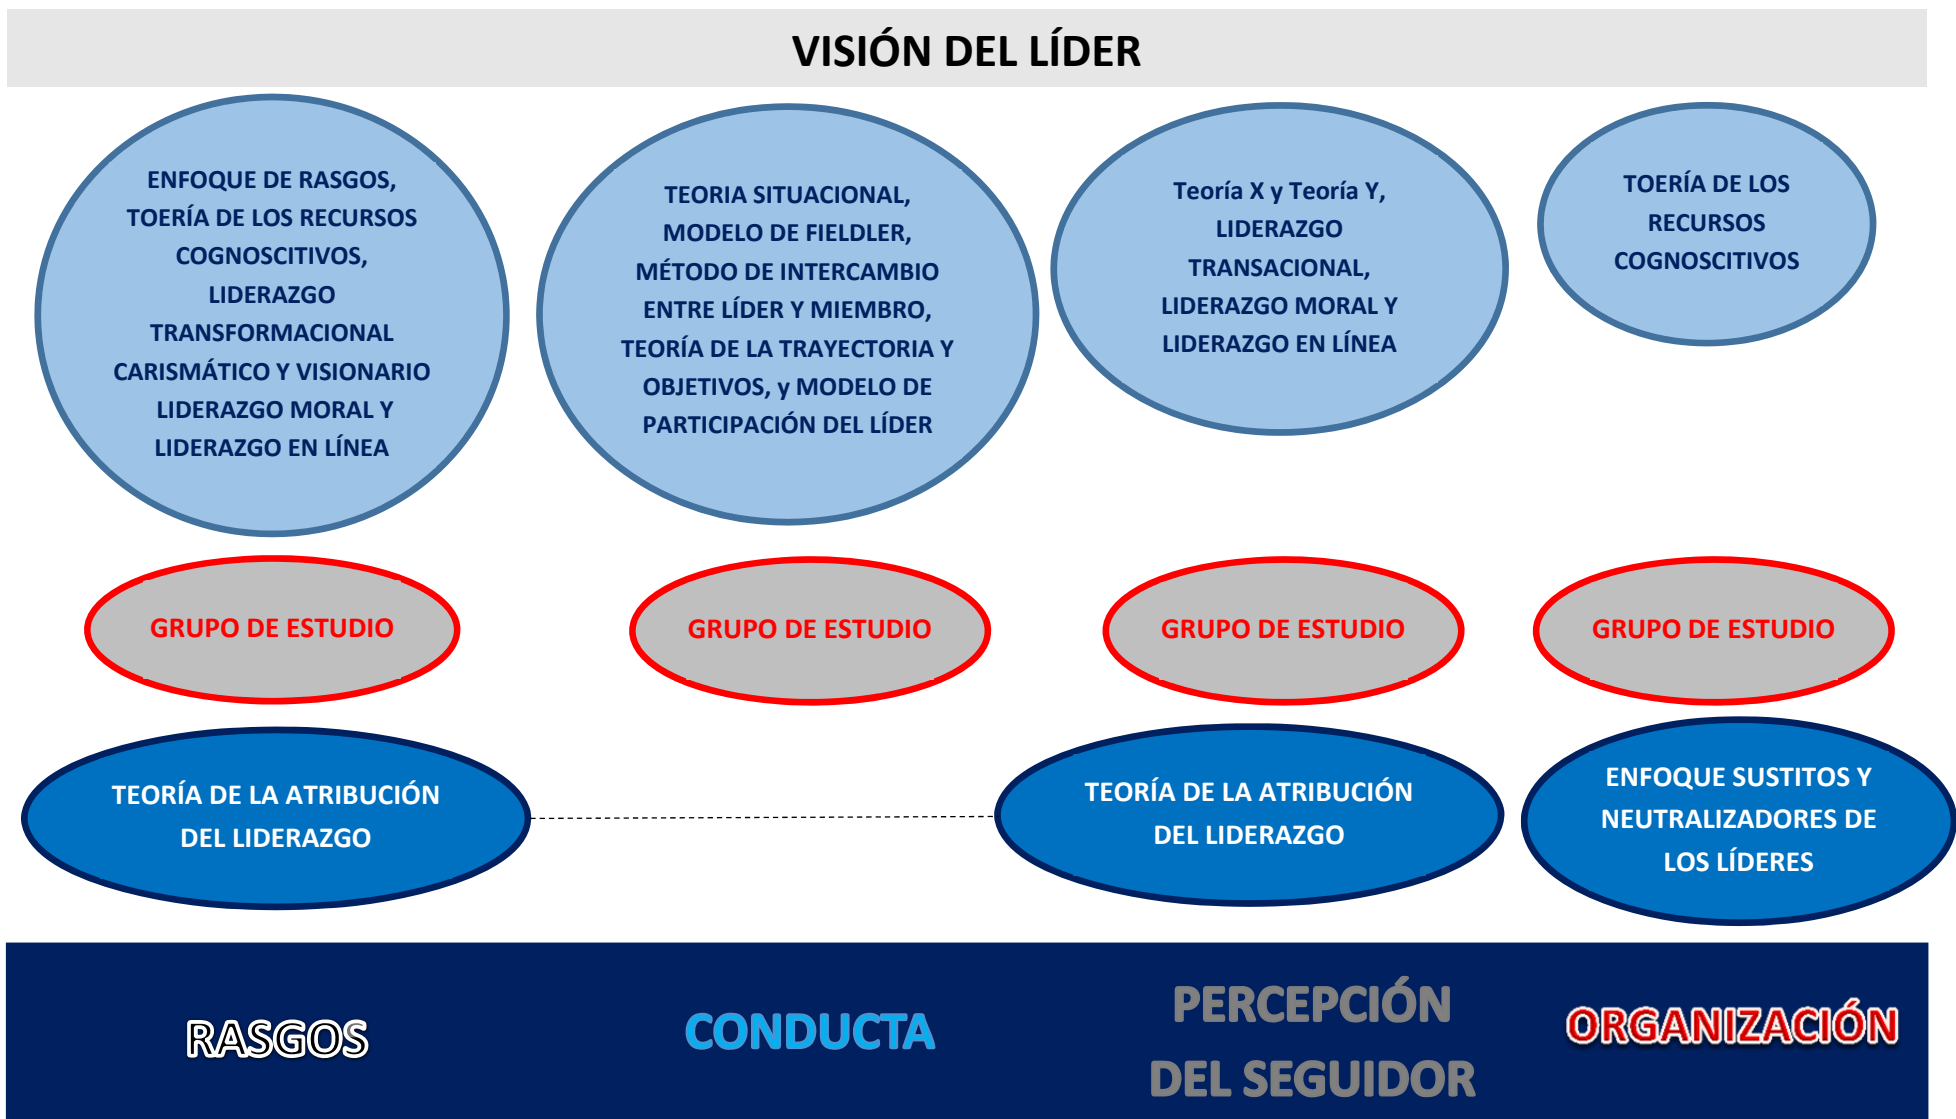 VISIÓN DEL LÍDER
ENFOQUE DE RASGOS,
TOERÍA DE LOS RECURSOS
COGNOSCITIVOS,
LIDERAZGO
TRANSFORMACIONAL
CARISMÁTICO Y VISIONARIO
LIDERAZGO MORAL Y
LIDERAZGO EN LÍNEA
TEORIA SITUACIONAL,
MODELO DE FIELDLER,
MÉTODO DE INTERCAMBIO
ENTRE LÍDER Y MIEMBRO,
TEORÍA DE LA TRAYECTORIA Y
OBJETIVOS, y MODELO DE
PARTICIPACIÓN DEL LÍDER
Teoría X y Teoría Y,
LIDERAZGO
TRANSACIONAL,
LIDERAZGO MORAL Y
LIDERAZGO EN LÍNEA
TOERÍA DE LOS
RECURSOS
COGNOSCITIVOS
GRUPO DE ESTUDIO
GRUPO DE ESTUDIO
GRUPO DE ESTUDIO
GRUPO DE ESTUDIO
TEORÍA DE LA ATRIBUCIÓN
DEL LIDERAZGO
TEORÍA DE LA ATRIBUCIÓN
DEL LIDERAZGO
ENFOQUE SUSTITOS Y
NEUTRALIZADORES DE
LOS LÍDERES
RASGOS
CONDUCTA
PERCEPCIÓN
DEL SEGUIDOR
ORGANIZACIÓN